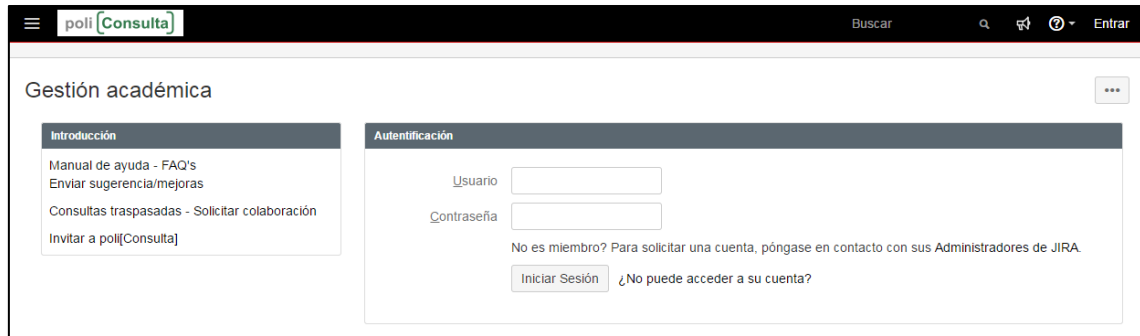 poli[Consulta]
Buscar
Entrar
Gestión académica
Introducción
Manual de ayuda - FAQ's
Enviar sugerencia/mejoras
Consultas traspasadas - Solicitar colaboración
Invitar a poli[Consulta]
Autentificación
Usuario
Contraseña
No es miembro? Para solicitar una cuenta, póngase en contacto con sus Administradores de JIRA.
Iniciar Sesión ¿No puede acceder a su cuenta?